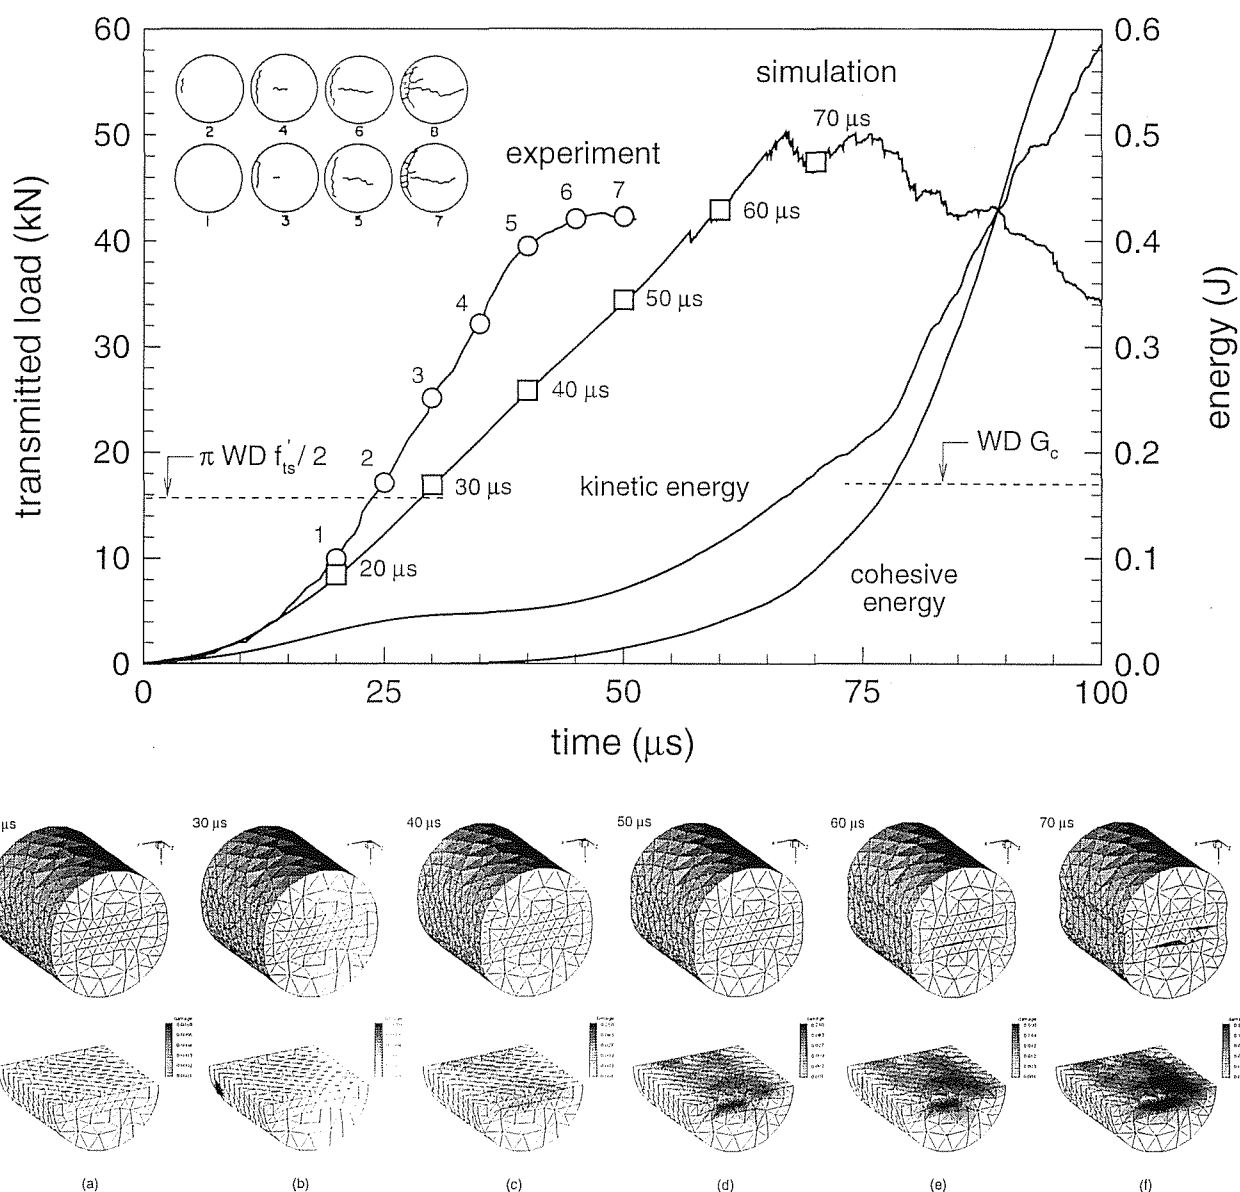 60
50
40
30
20
10
0
transmitted load (kN)
0.6
0.5
0.4
0.3
0.2
0.1
0.0
energy (J)
0 25 50 75 100
time (μs)
2 4 6 8
1 3 5 7
simulation
70 μs
experiment
1
2
3
4
5
6
7
60 μs
50 μs
40 μs
30 μs
20 μs
π WD f'ts / 2
WD Gc
kinetic energy
cohesive
energy
μs 30 μs 40 μs 50 μs 60 μs 70 μs
damage
(a) (b) (c) (d) (e) (f)